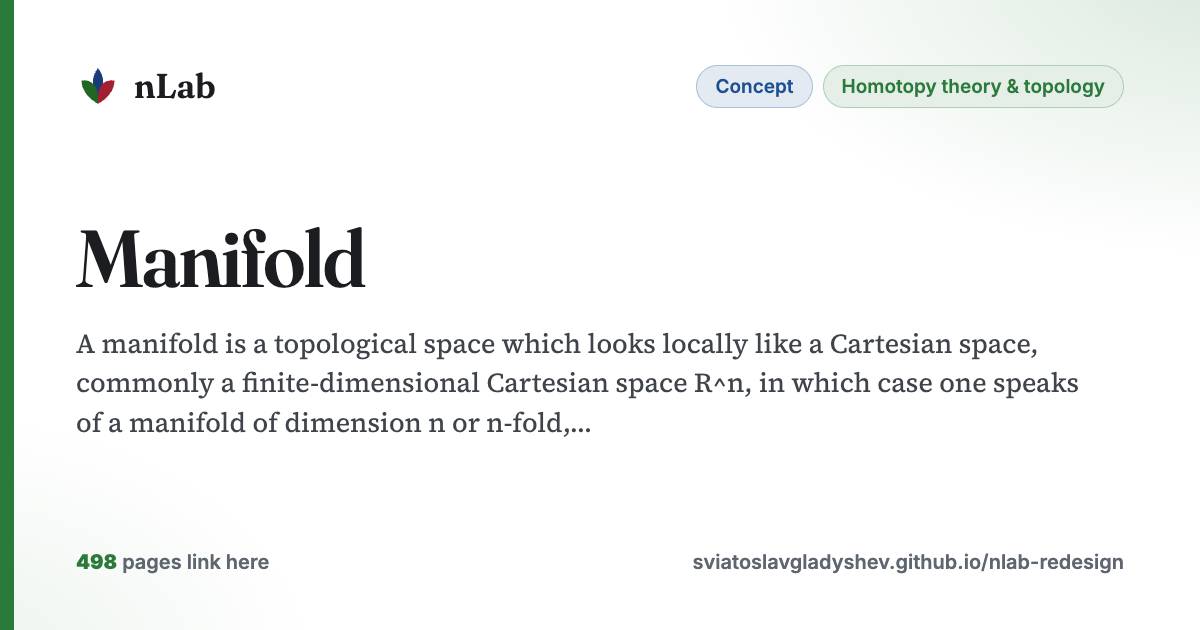 nLab
Concept
Homotopy theory & topology
Manifold
A manifold is a topological space which looks locally like a Cartesian space,
commonly a finite-dimensional Cartesian space R^n, in which case one speaks
of a manifold of dimension n or n-fold,...
498 pages link here
sviatoslavgladyshev.github.io/nlab-redesign